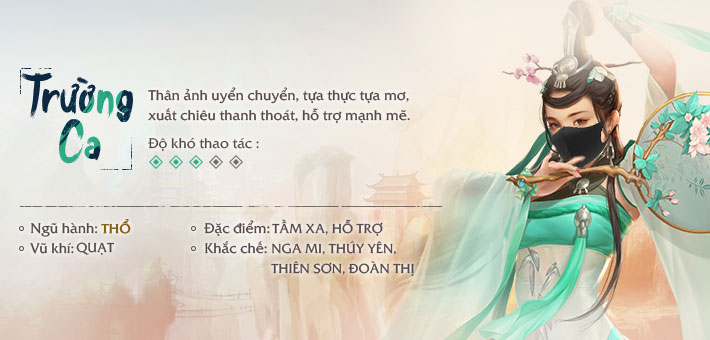 Trường
Ca
Thân ảnh uyển chuyển, tựa thực tựa mơ,
xuất chiêu thanh thoát, hỗ trợ mạnh mẽ.
Độ khó thao tác :
Ngũ hành: THỔ
Vũ khí: QUẠT
Đặc điểm: TẦM XA, HỖ TRỢ
Khắc chế: NGA MI, THÚY YÊN,
THIÊN SƠN, ĐOÀN THỊ